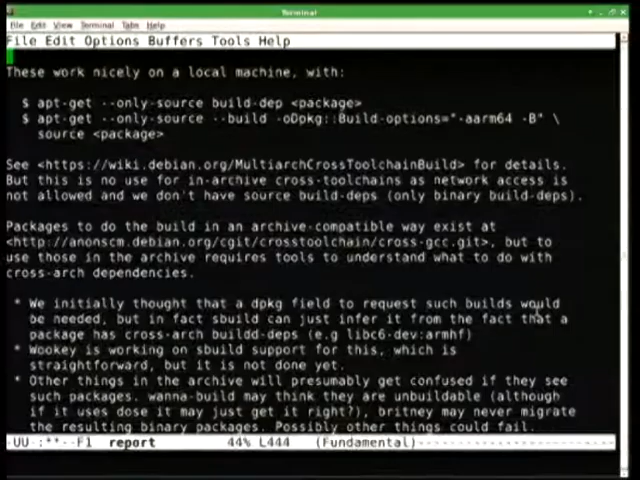 Terminal
File Edit View Terminal Tabs Help
File Edit Options Buffers Tools Help
These work nicely on a local machine, with:
$ apt-get --only-source build-dep <package>
$ apt-get --only-source --build -oDpkg::Build-options="-aarm64 -B" \
source <package>
See <https://wiki.debian.org/MultiarchCrossToolchainBuild> for details.
But this is no use for in-archive cross-toolchains as network access is
not allowed and we don't have source build-deps (only binary build-deps).
Packages to do the build in an archive-compatible way exist at
<http://anonscm.debian.org/cgit/crosstoolchain/cross-gcc.git>, but to
use those in the archive requires tools to understand what to do with
cross-arch dependencies.
* We initially thought that a dpkg field to request such builds would
be needed, but in fact sbuild can just infer it from the fact that a
package has cross-arch buildd-deps (e.g libc6-dev:armhf)
* Wookey is working on sbuild support for this, which is
straightforward, but it is not done yet.
* Other things in the archive will presumably get confused if they see
such packages. wanna-build may think they are unbuildable (although
if it uses dose it may just get it right?), britney may never migrate
the resulting binary packages. Possibly other things could fail.
-UU-:**--F1 report 44% L444 (Fundamental)